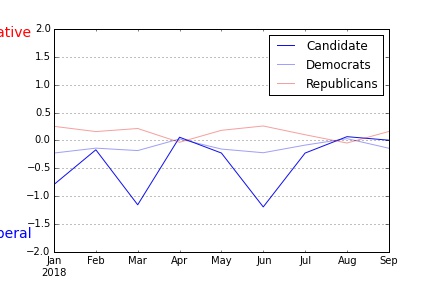 ative
2.0
1.5
1.0
0.5
0.0
−0.5
−1.0
−1.5
−2.0
beral
Candidate
Democrats
Republicans
Jan Feb Mar Apr May Jun Jul Aug Sep
2018